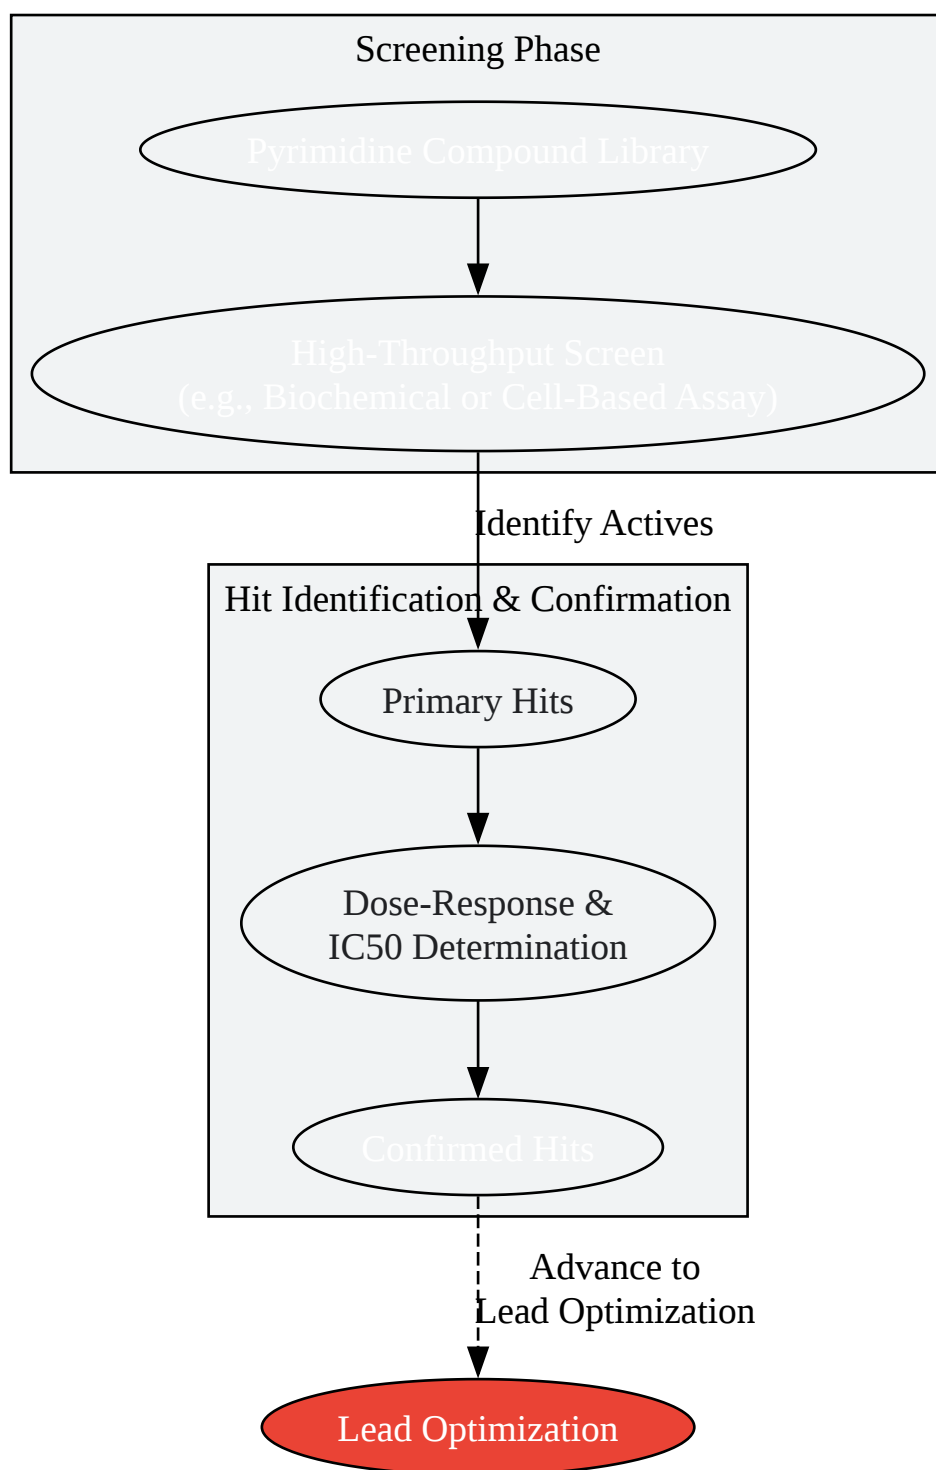 Screening Phase
Pyrimidine Compound Library
High-Throughput Screen
(e.g., Biochemical or Cell-Based Assay)
Identify Actives
Hit Identification & Confirmation
Primary Hits
Dose-Response &
IC50 Determination
Confirmed Hits
Advance to
Lead Optimization
Lead Optimization